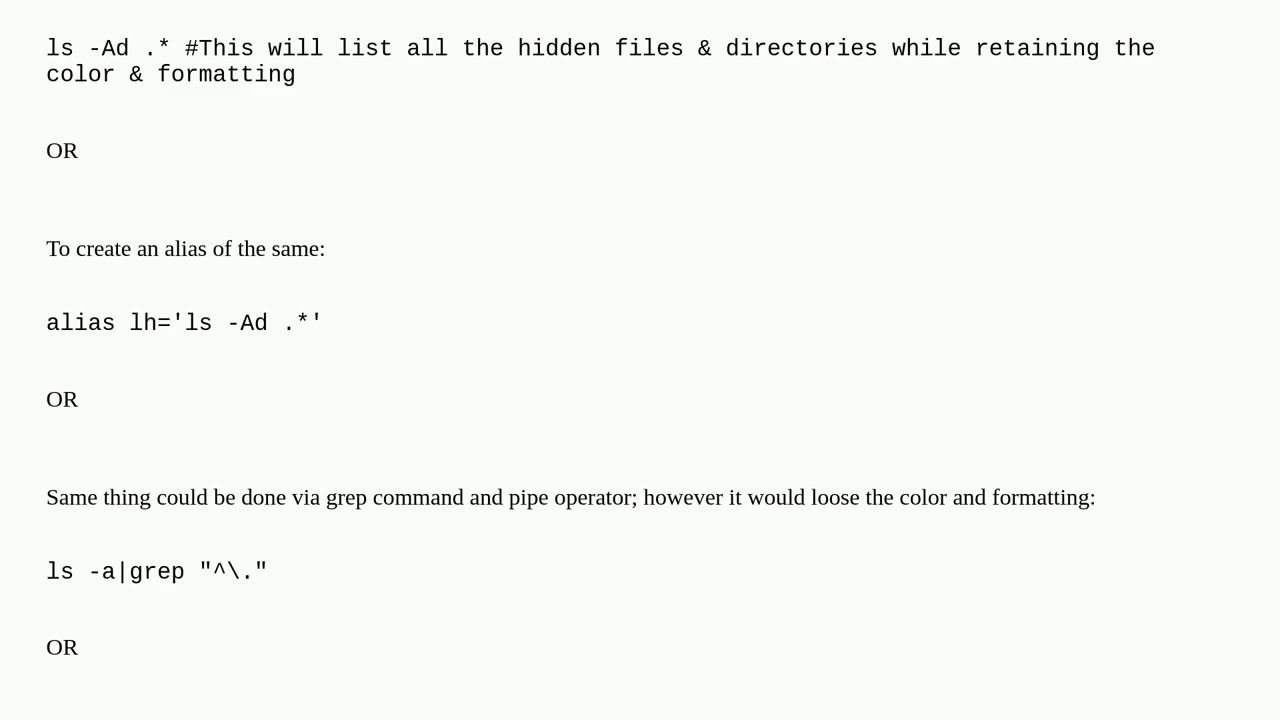 ls -Ad .* #This will list all the hidden files & directories while retaining the
color & formatting
OR
To create an alias of the same:
alias lh='ls -Ad .*'
OR
Same thing could be done via grep command and pipe operator; however it would loose the color and formatting:
ls -a|grep "^\."
OR